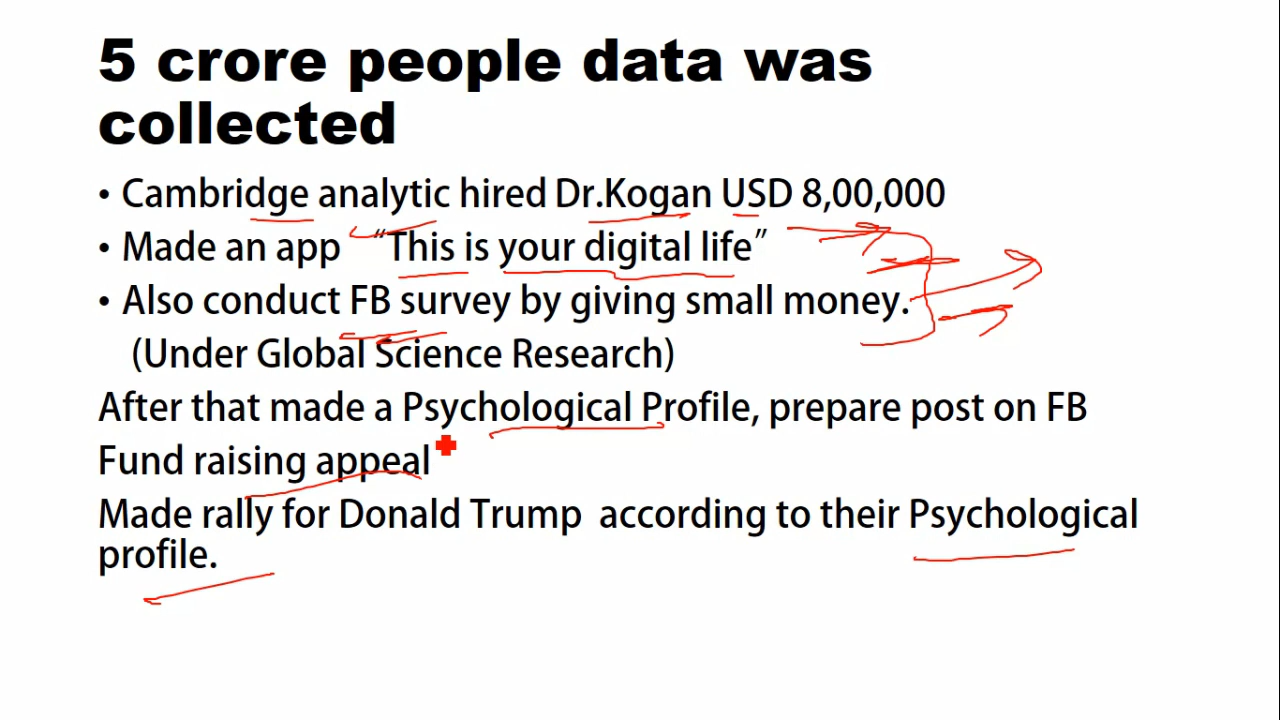 5 crore people data was
collected
• Cambridge analytic hired Dr.Kogan USD 8,00,000
• Made an app “This is your digital life”
• Also conduct FB survey by giving small money.
(Under Global Science Research)
After that made a Psychological Profile, prepare post on FB
Fund raising appeal
Made rally for Donald Trump according to their Psychological
profile.